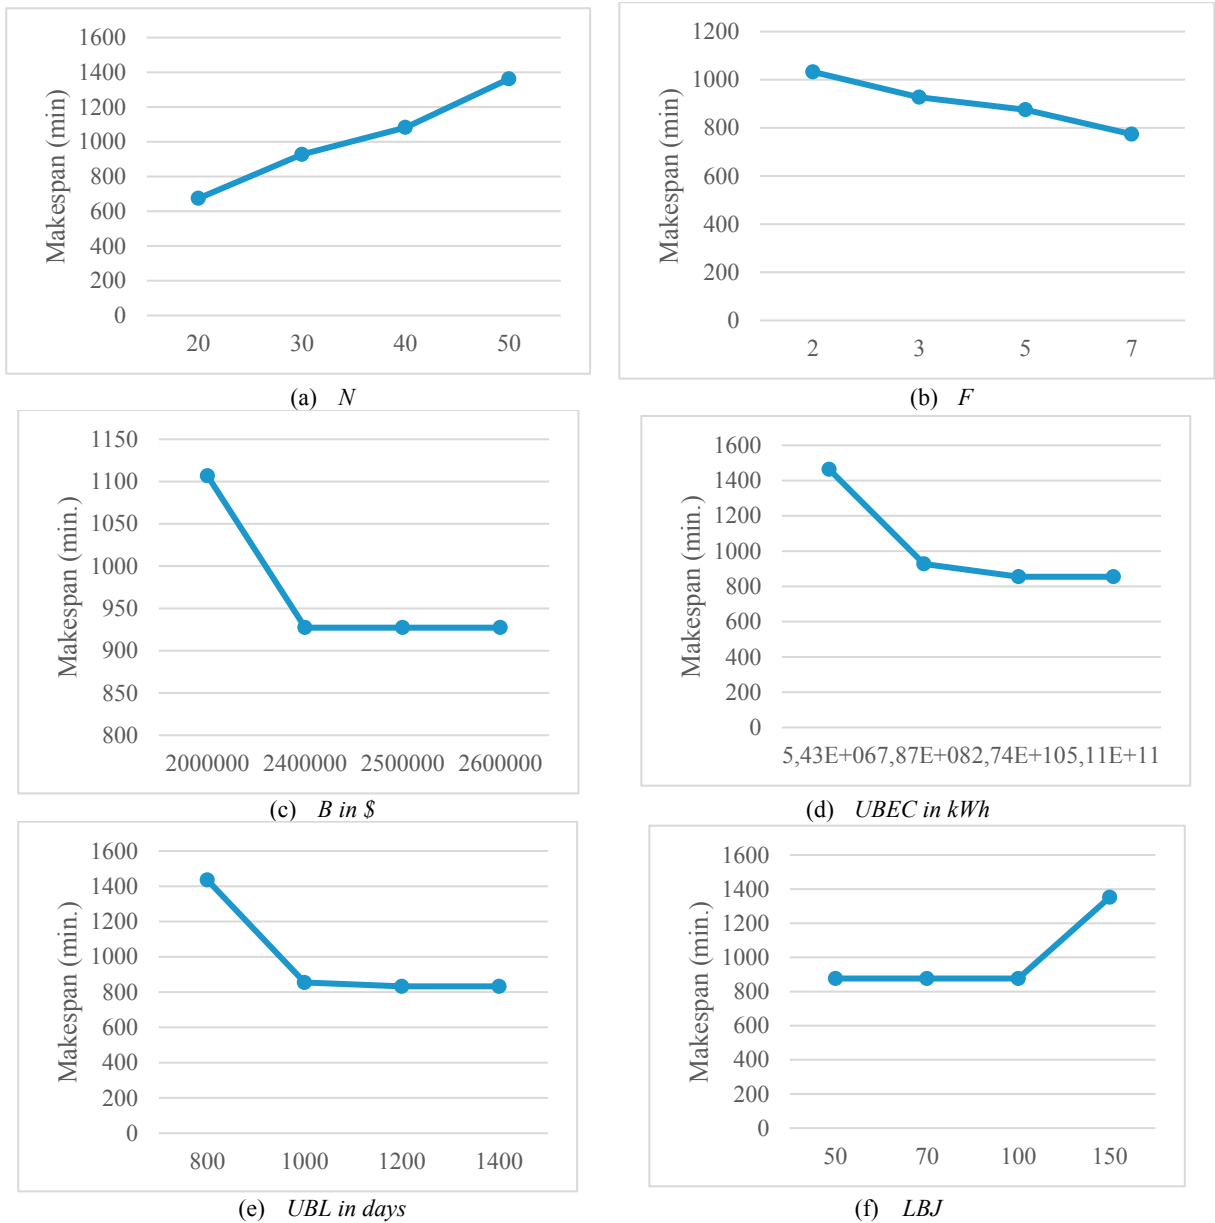 1600
1400
1200
1000
800
600
400
200
0
Makespan (min)
20 30 40 50
(a) N
1200
1000
800
600
400
200
0
Makespan (min)
2 3 5 7
(b) F
1150
1100
1050
1000
950
900
850
800
Makespan (min.)
2000000 2400000 2500000 2600000
(c) B in $
1600
1400
1200
1000
800
600
400
200
0
Makespan (min.)
5,43E+067,87E+082,74E+105,11E+11
(d) UBEC in kWh
1600
1400
1200
1000
800
600
400
200
0
Makespan (min.)
800 1000 1200 1400
(e) UBL in days
1600
1400
1200
1000
800
600
400
200
0
Makespan (min.)
50 70 100 150
(f) LBJ